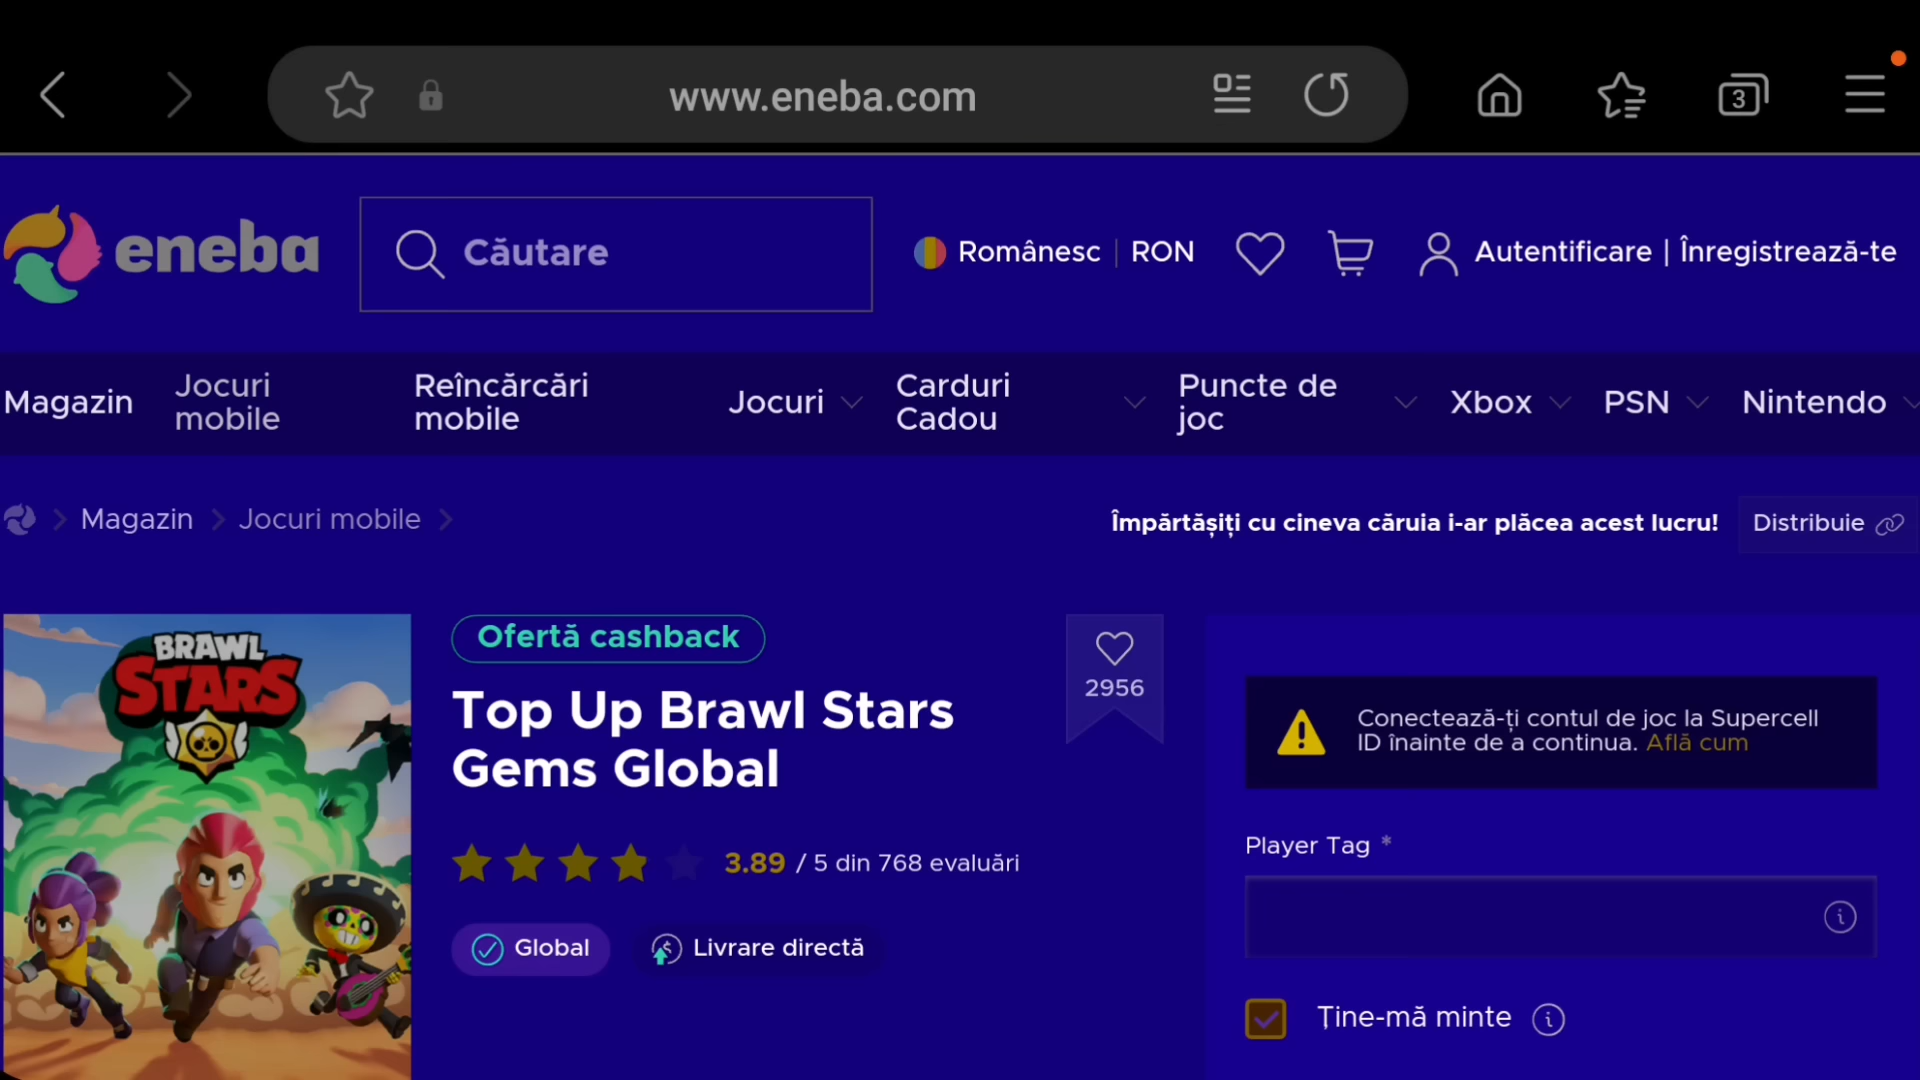 www.eneba.com
3
eneba
Căutare
Românesc | RON
Autentificare | Înregistrează-te
Magazin
Jocuri mobile
Reîncărcări mobile
Jocuri
Carduri Cadou
Puncte de joc
Xbox
PSN
Nintendo
Magazin
Jocuri mobile
Împărtășiți cu cineva căruia i-ar plăcea acest lucru!
Distribuie
BRAWL
STARS
Ofertă cashback
Top Up Brawl Stars
Gems Global
2956
3.89 / 5 din 768 evaluări
Global
Livrare directă
Conectează-ți contul de joc la Supercell
ID înainte de a continua. Află cum
Player Tag *
Ține-mă minte